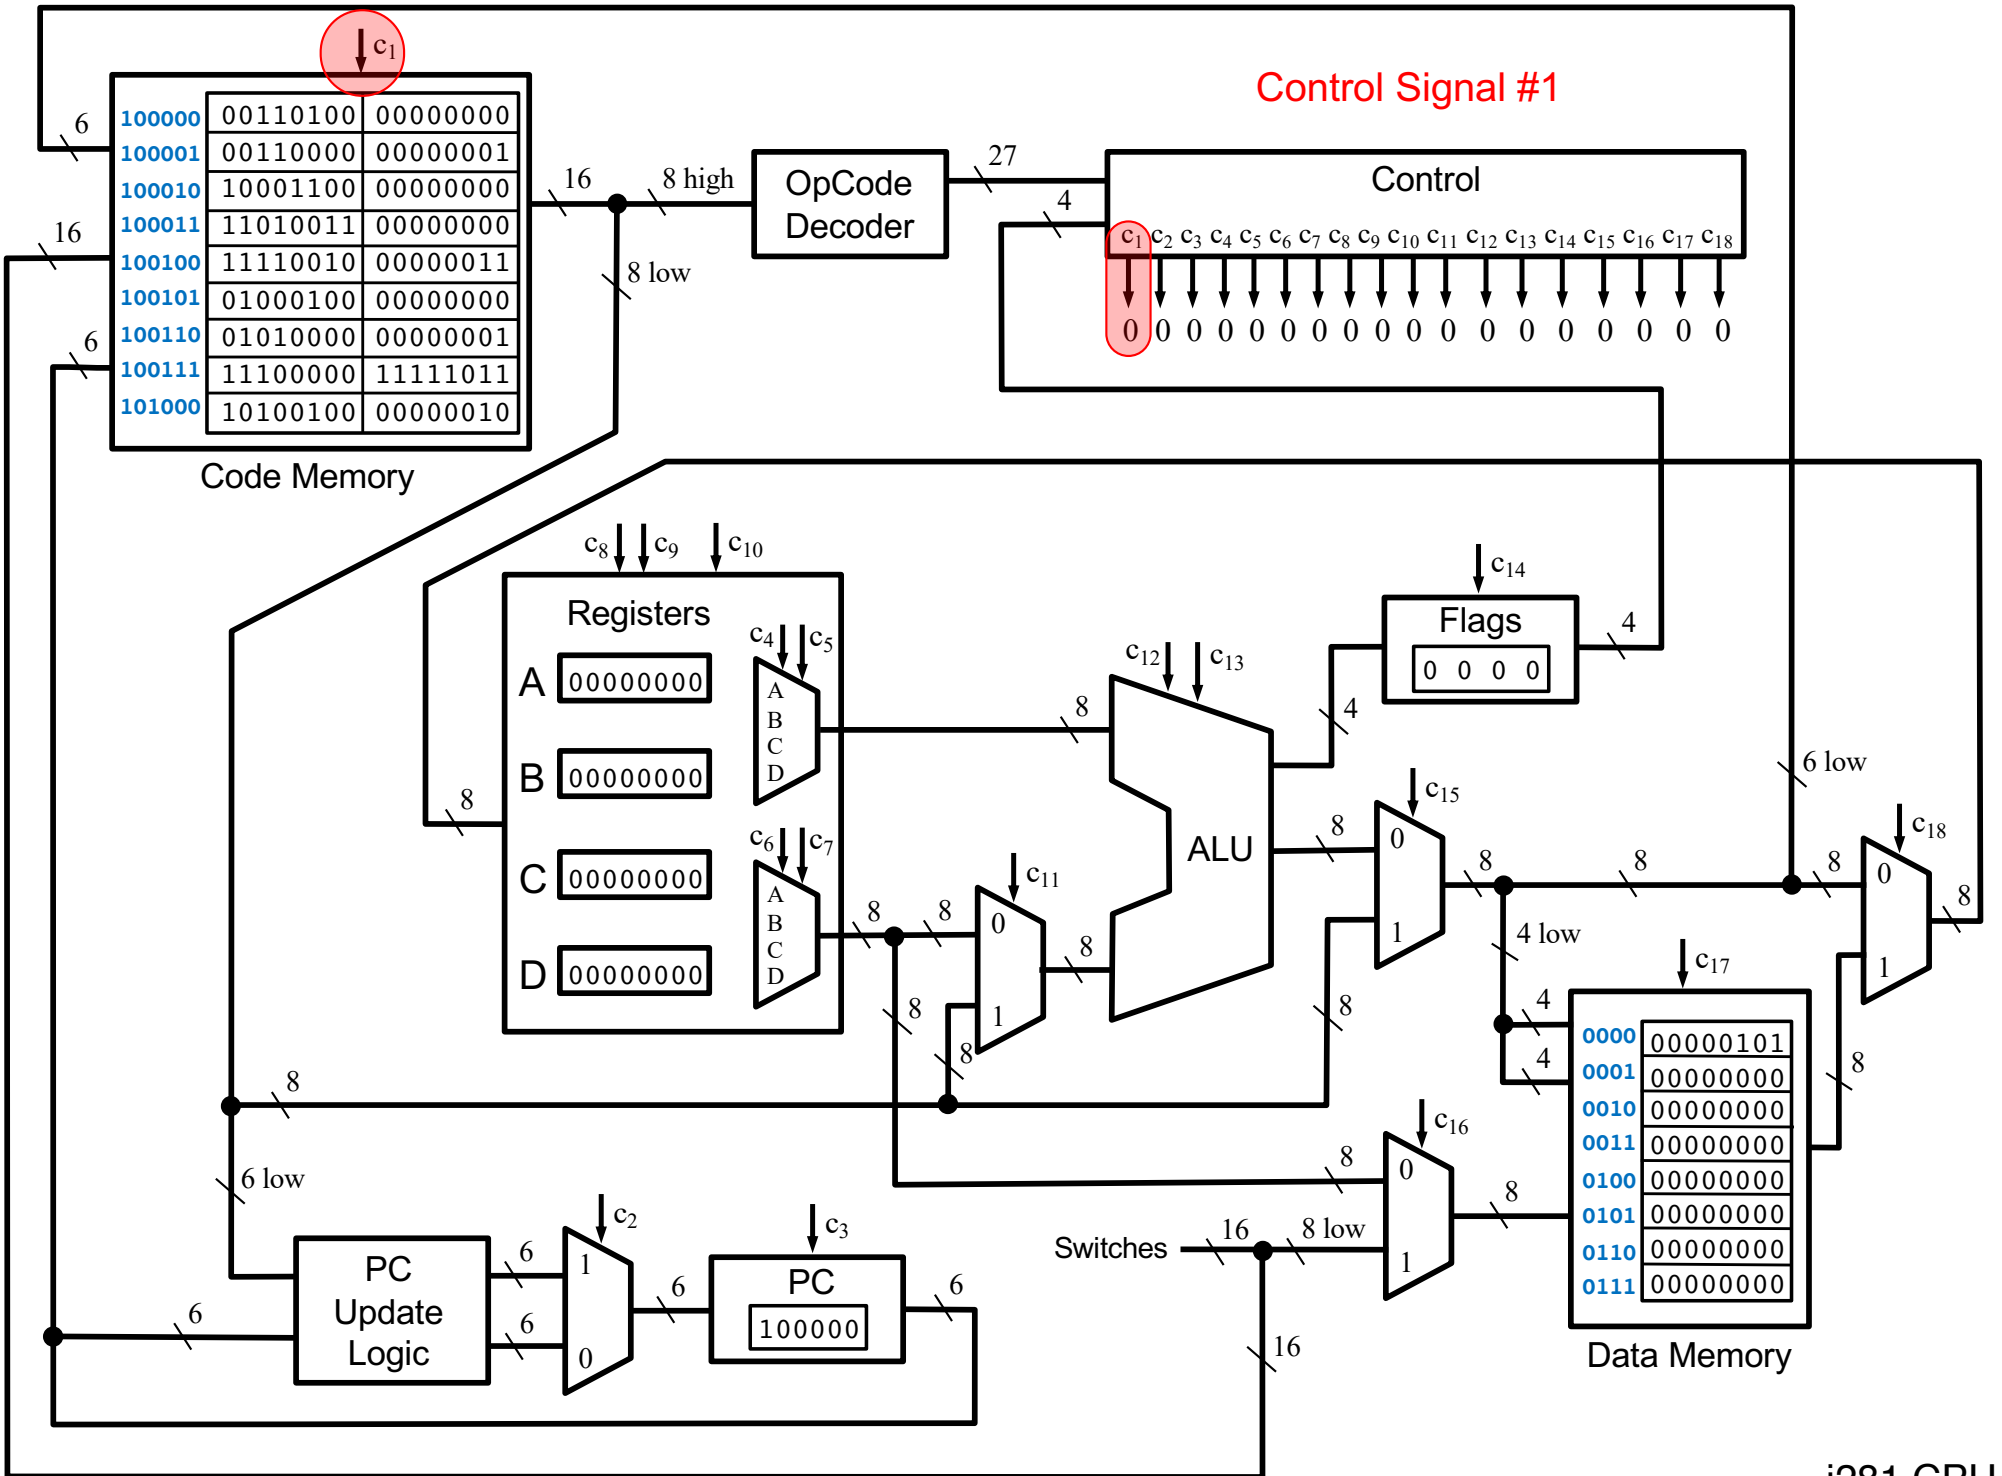 c1
Control Signal #1
6
100000 00110100 00000000
100001 00110000 00000001
100010 10001100 00000000
100011 11010011 00000000
100100 11110010 00000011
100101 01000100 00000000
100110 01010000 00000001
100111 11100000 11111011
101000 10100100 00000010
Code Memory
16
6
16
8 high
8 low
OpCode
Decoder
27
4
Control
c1 c2 c3 c4 c5 c6 c7 c8 c9 c10 c11 c12 c13 c14 c15 c16 c17 c18
0 0 0 0 0 0 0 0 0 0 0 0 0 0 0 0 0 0
c8 c9 c10
Registers
A 00000000
B 00000000
C 00000000
D 00000000
c4 c5
A
B
C
D
c6 c7
A
B
C
D
8
8
8
8
8
c11
0
1
8
8
c12 c13
ALU
8
4
c14
Flags
0 0 0 0
4
8
c15
0
1
8
8
8
6 low
8
c18
0
1
8
4 low
4
4
c17
0000 00000101
0001 00000000
0010 00000000
0011 00000000
0100 00000000
0101 00000000
0110 00000000
0111 00000000
Data Memory
8
8
c16
0
1
8
8
Switches
16
8 low
16
6 low
PC
Update
Logic
6
6
6
c2
1
0
6
c3
PC
100000
6
i281 CPU